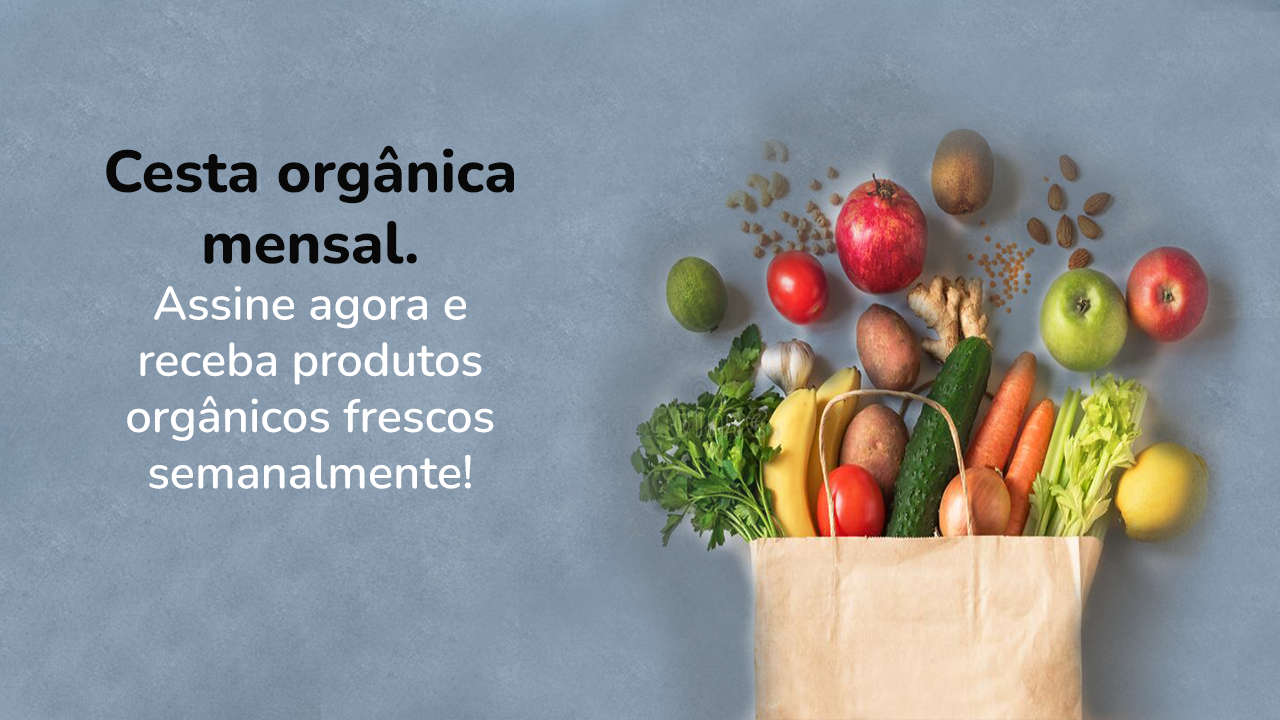 Cesta orgânica
mensal.
Assine agora e
receba produtos
orgânicos frescos
semanalmente!